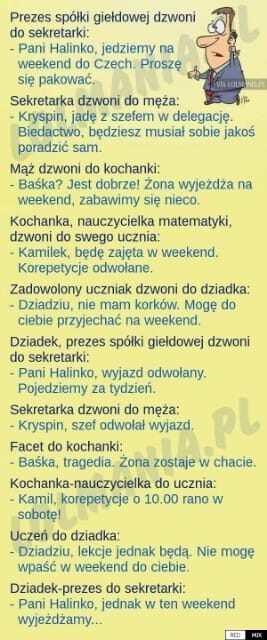 Prezes spółki giełdowej dzwoni
do sekretarki:
- Pani Halinko, jedziemy na
weekend do Czech. Proszę
się pakować.
VIA LOLMANIA.PL
Sekretarka dzwoni do męża:
- Kryspin, jadę z szefem w delegację.
Biedactwo, będziesz musiał sobie jakoś
poradzić sam.
Mąż dzwoni do kochanki:
- Baśka? Jest dobrze! Żona wyjeżdża na
weekend, zabawimy się nieco.
Kochanka, nauczycielka matematyki,
dzwoni do swego ucznia:
- Kamilek, będę zajęta w weekend.
Korepetycje odwołane.
Zadowolony uczniak dzwoni do dziadka:
- Dziadziu, nie mam korków. Mogę do
ciebie przyjechać na weekend.
Dziadek, prezes spółki giełdowej dzwoni
do sekretarki:
- Pani Halinko, wyjazd odwołany.
Pojedziemy za tydzień.
Sekretarka dzwoni do męża:
- Kryspin, szef odwołał wyjazd.
Facet do kochanki:
- Baśka, tragedia. Żona zostaje w chacie.
Kochanka-nauczycielka do ucznia:
- Kamil, korepetycje o 10.00 rano w
sobotę!
Uczeń do dziadka:
- Dziadziu, lekcje jednak będą. Nie mogę
wpaść w weekend do ciebie.
Dziadek-prezes do sekretarki:
- Pani Halinko, jednak w ten weekend
wyjeżdżamy...
LOLMANIA.PL
LOLMANIA.PL
RED MIK